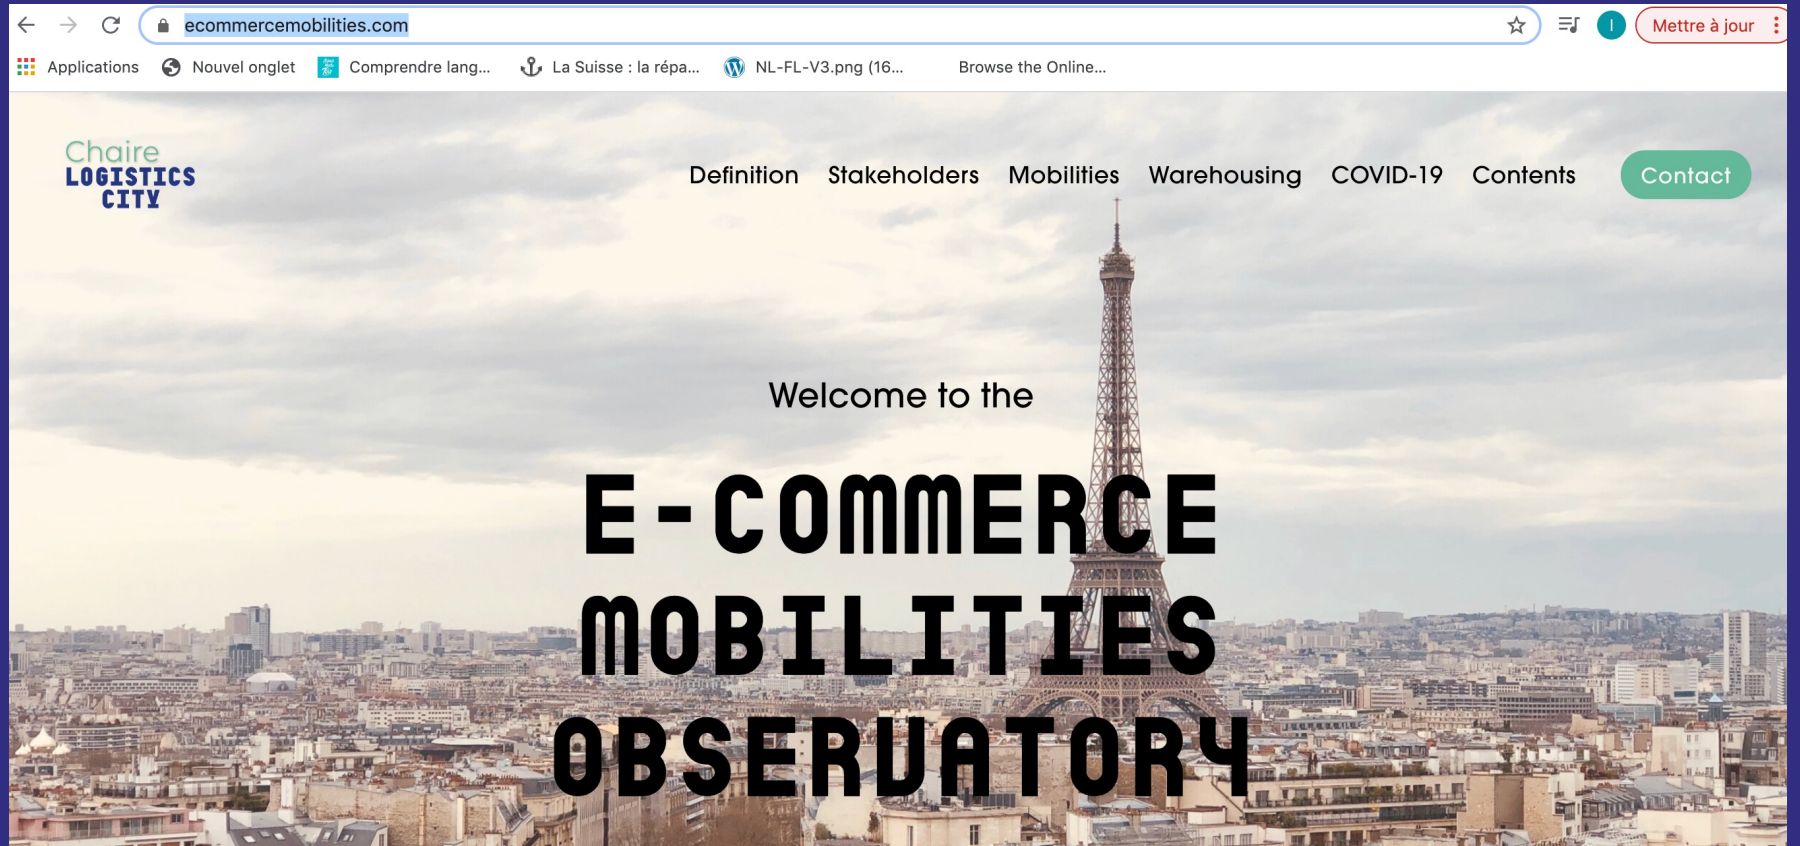 ecommercemobilities.com
I
Mettre à jour
Applications
Nouvel onglet
Comprendre lang...
La Suisse : la répa...
NL-FL-V3.png (16...
Browse the Online...
Chaire
LOGISTICS
CITY
Definition
Stakeholders
Mobilities
Warehousing
COVID-19
Contents
Contact
Welcome to the
E-COMMERCE
MOBILITIES
OBSERVATORY